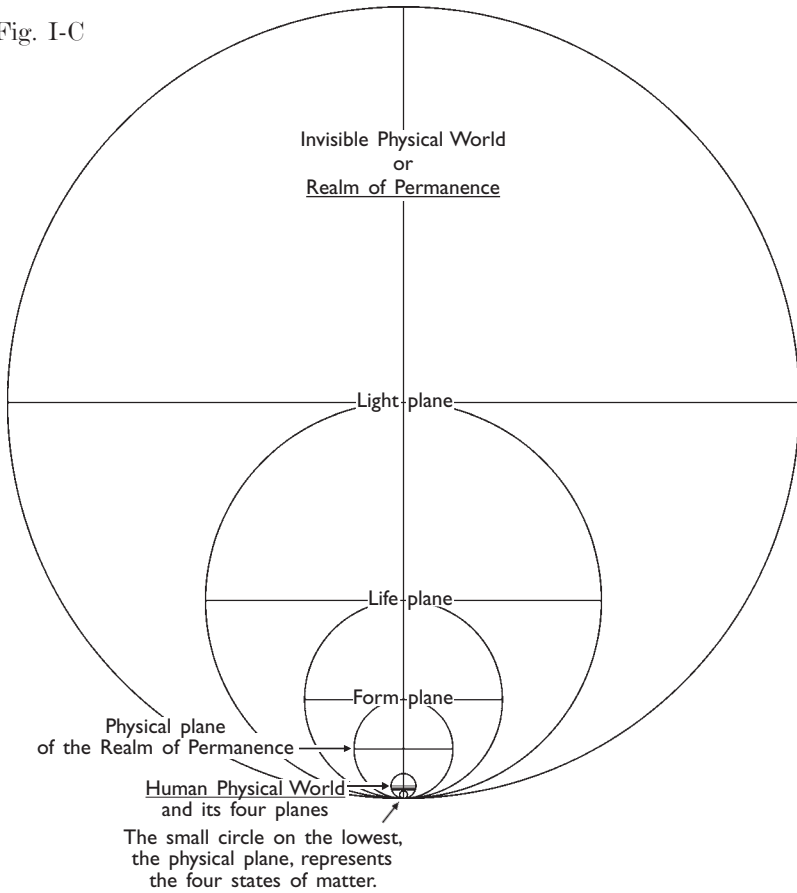 Fig. I-C
Invisible Physical World
or
Realm of Permanence
Light plane
Life plane
Form plane
Physical plane
of the Realm of Permanence
Human Physical World
and its four planes
The small circle on the lowest,
the physical plane, represents
the four states of matter.